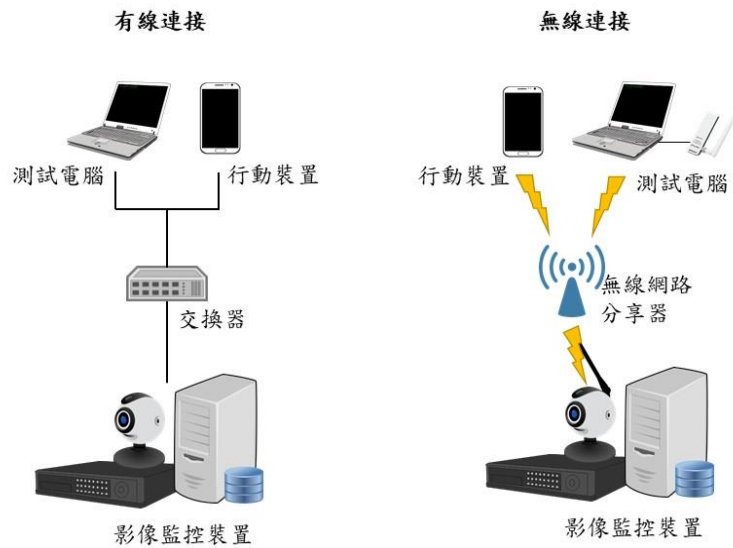 有線連接
無線連接
測試電腦
行動裝置
行動裝置
測試電腦
交換器
無線網路
分享器
影像監控裝置
影像監控裝置